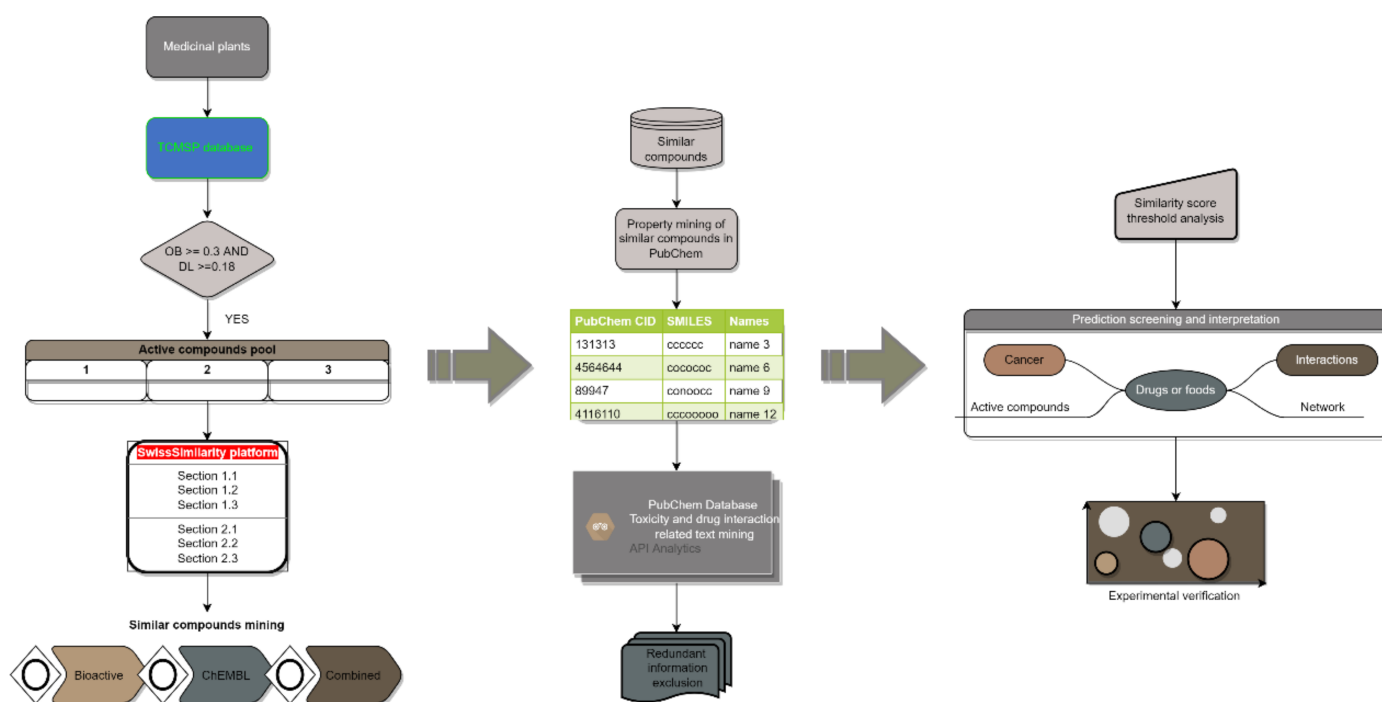 Medicinal plants
TCMSP database
OB >= 0.3 AND
DL >=0.18
YES
Active compounds pool
1 2 3
SwissSimilarity platform
Section 1.1
Section 1.2
Section 1.3
Section 2.1
Section 2.2
Section 2.3
Similar compounds mining
Bioactive ChEMBL Combined
Similar
compounds
Property mining of
similar compounds in
PubChem
PubChem CID SMILES Names
131313 cccccc name 3
4564644 cocococ name 6
89947 conoocc name 9
4116110 cccooooo name 12
PubChem Database
Toxicity and drug interaction
related text mining
API Analytics
Redundant
information
exclusion
Similarity score
threshold analysis
Prediction screening and interpretation
Cancer Interactions
Drugs or foods
Active compounds Network
Experimental verification